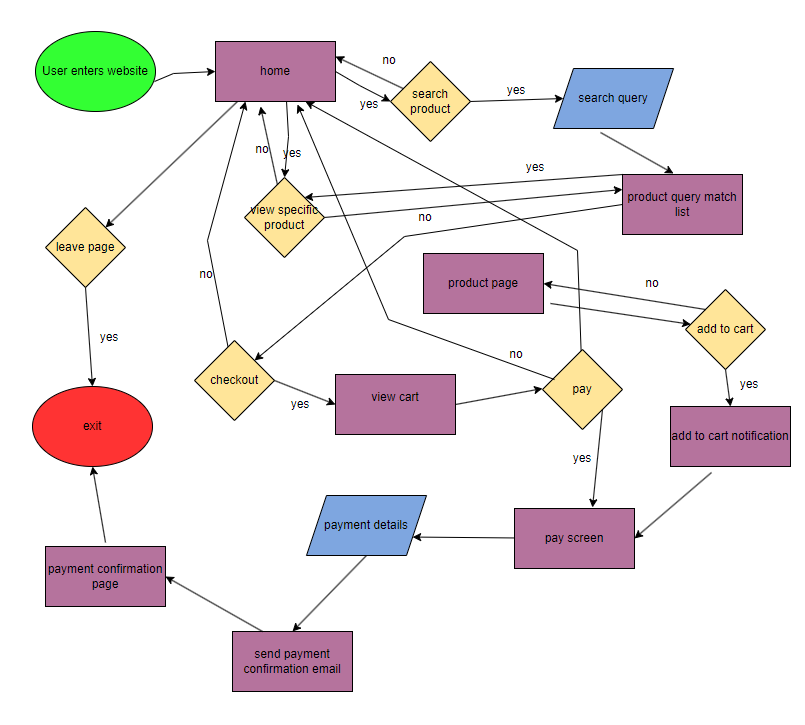 User enters website
home
no
search
product
yes
yes
search query
no
yes
yes
product query match
list
view specific
product
no
leave page
no
product page
no
add to cart
yes
no
checkout
yes
view cart
pay
yes
exit
add to cart notification
yes
payment details
pay screen
payment confirmation
page
send payment
confirmation email